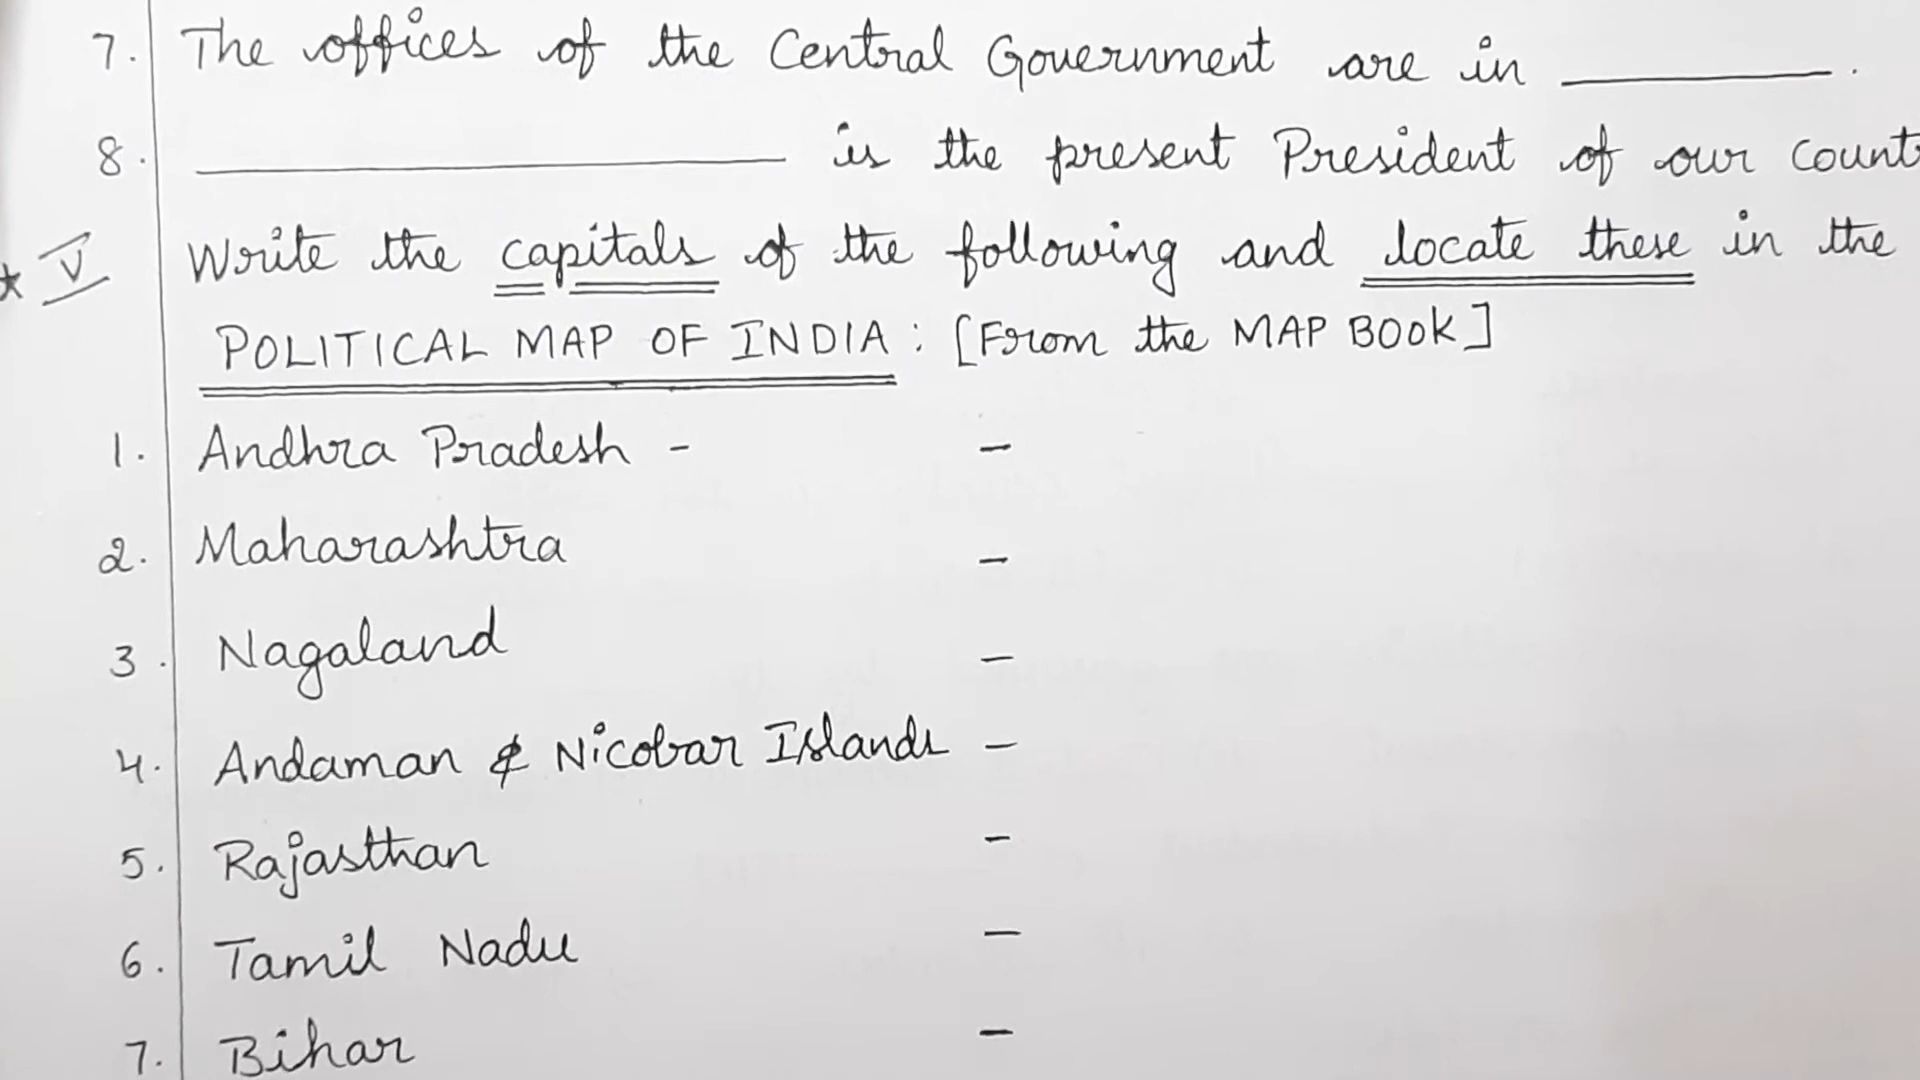 7. The offices of the Central Government are in ________.
8. ________________ is the present President of our count
* V Write the capitals of the following and locate these in the
POLITICAL MAP OF INDIA : [From the MAP BOOK]
1. Andhra Pradesh - -
2. Maharashtra -
3. Nagaland -
4. Andaman & Nicobar Islands -
5. Rajasthan -
6. Tamil Nadu -
7. Bihar -